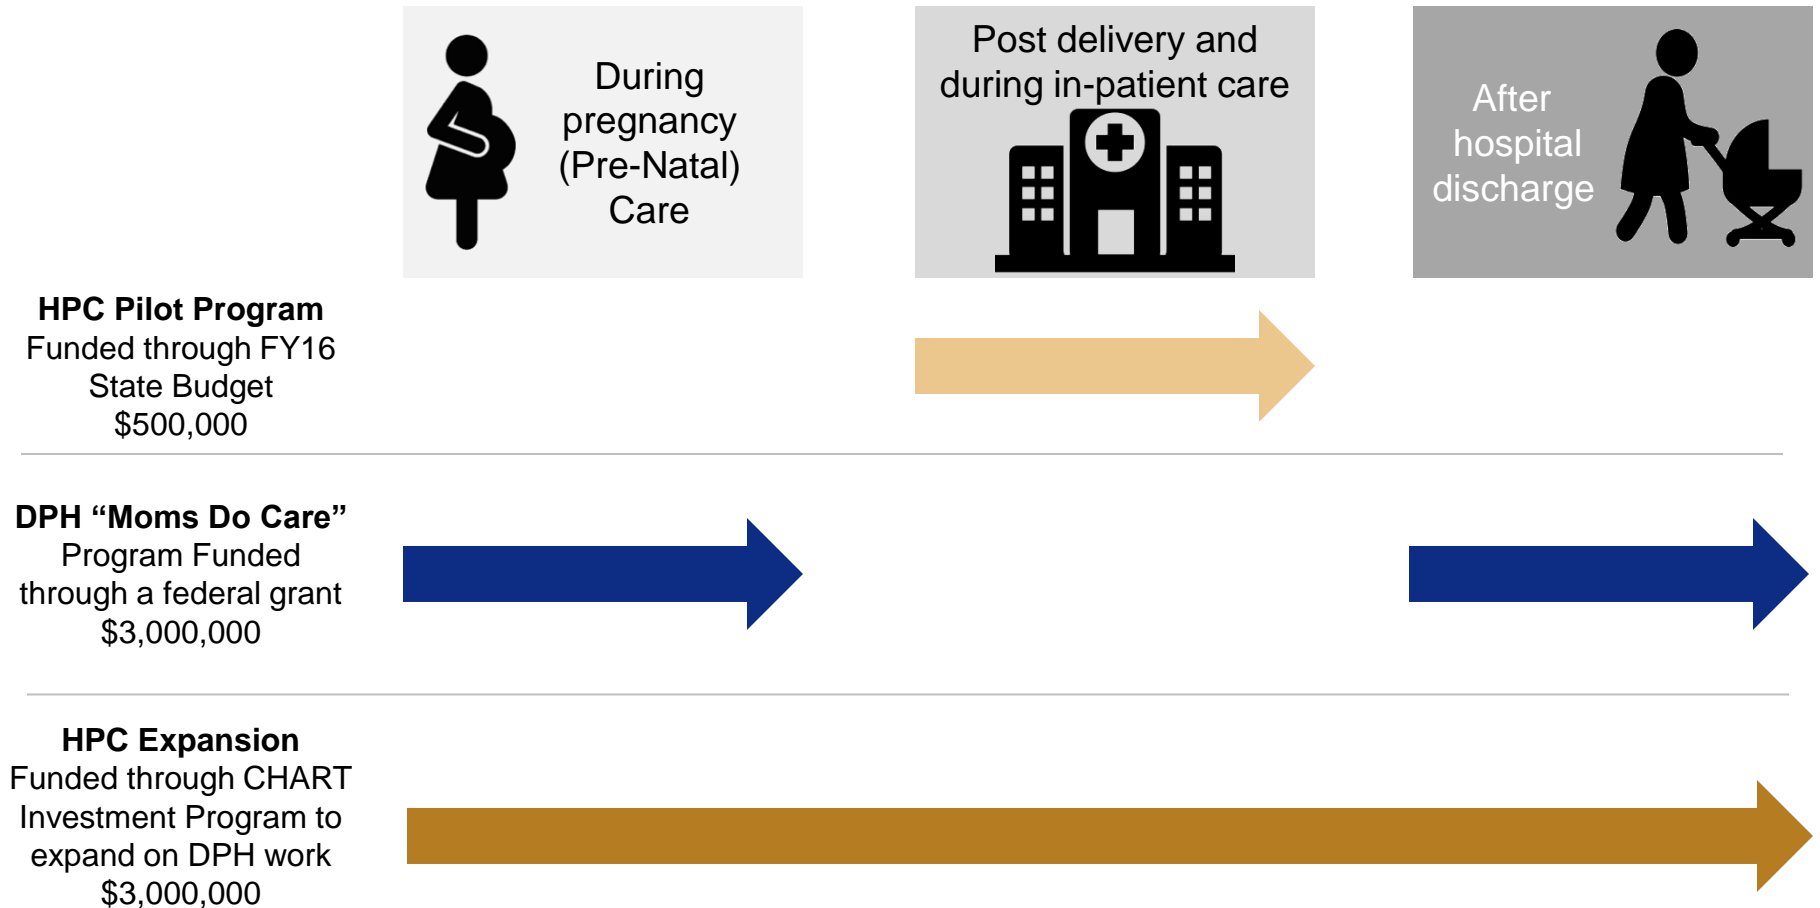 During
pregnancy
(Pre-Natal)
Care
Post delivery and
during in-patient care
After
hospital
discharge
HPC Pilot Program
Funded through FY16
State Budget
$500,000
DPH “Moms Do Care”
Program Funded
through a federal grant
$3,000,000
HPC Expansion
Funded through CHART
Investment Program to
expand on DPH work
$3,000,000